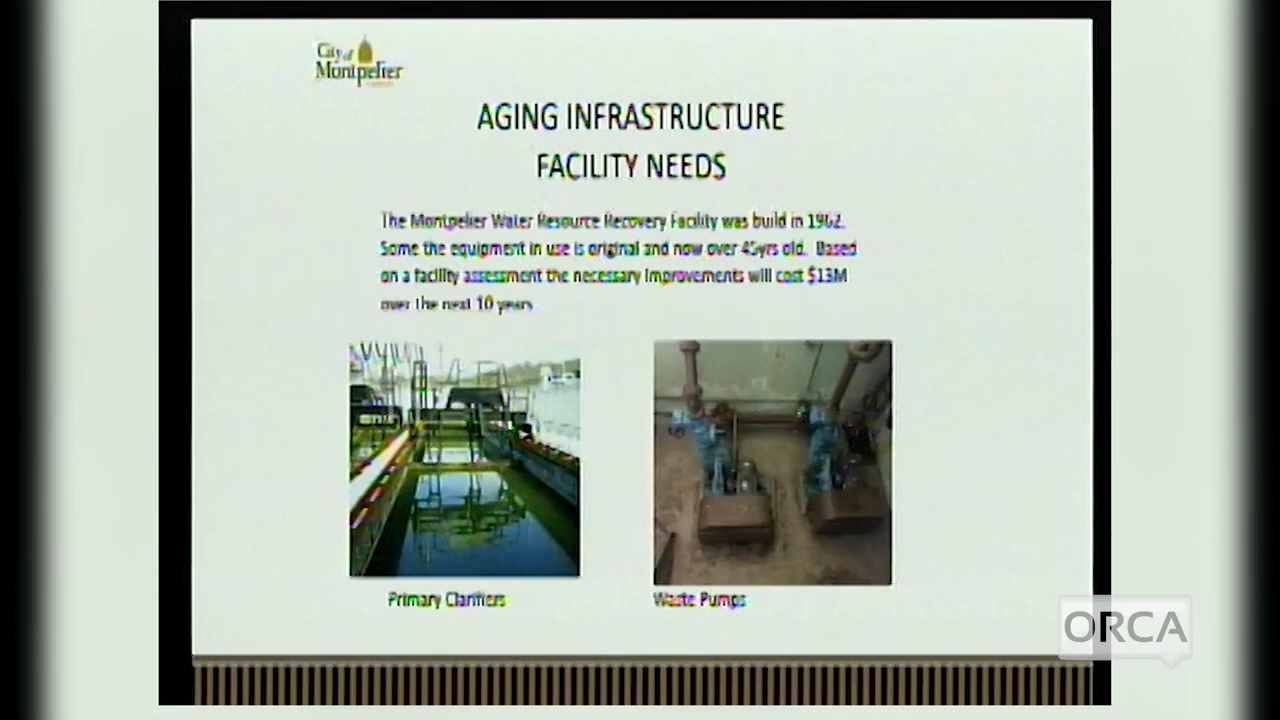 City of
Montpelier
AGING INFRASTRUCTURE
FACILITY NEEDS
The Montpelier Water Resource Recovery Facility was build in 1962.
Some the equipment in use is original and now over 45yrs old. Based
on a facility assessment the necessary improvements will cost $13M
over the next 10 years
Primary Clarifiers
Waste Pumps
ORCA